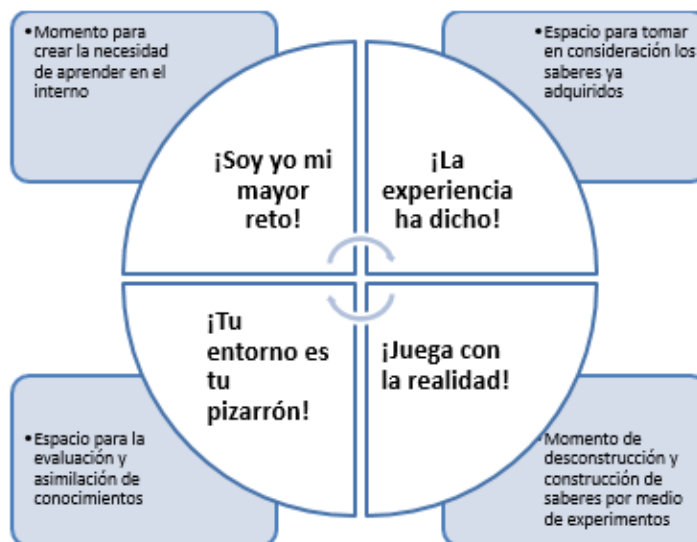 •Momento para
crear la necesidad
de aprender en el
interno
•Espacio para tomar
en consideración los
saberes ya
adquiridos
¡Soy yo mi
mayor
reto!
¡La
experiencia
ha dicho!
¡Tu
entorno es
tu
pizarrón!
¡Juega con
la realidad!
•Espacio para la
evaluación y
asimilación de
conocimientos
•Momento de
desconstrucción y
construcción de
saberes por medio
de experimentos